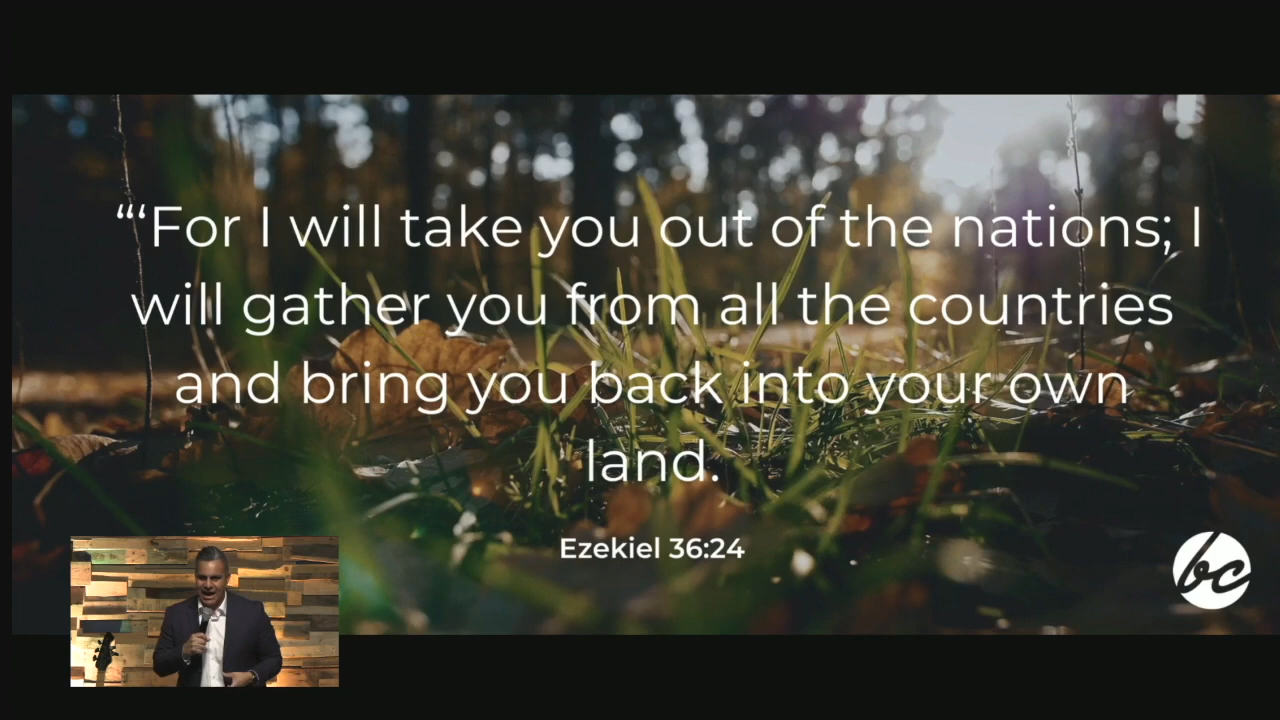 “‘For I will take you out of the nations; I
will gather you from all the countries
and bring you back into your own
land.
Ezekiel 36:24
bc